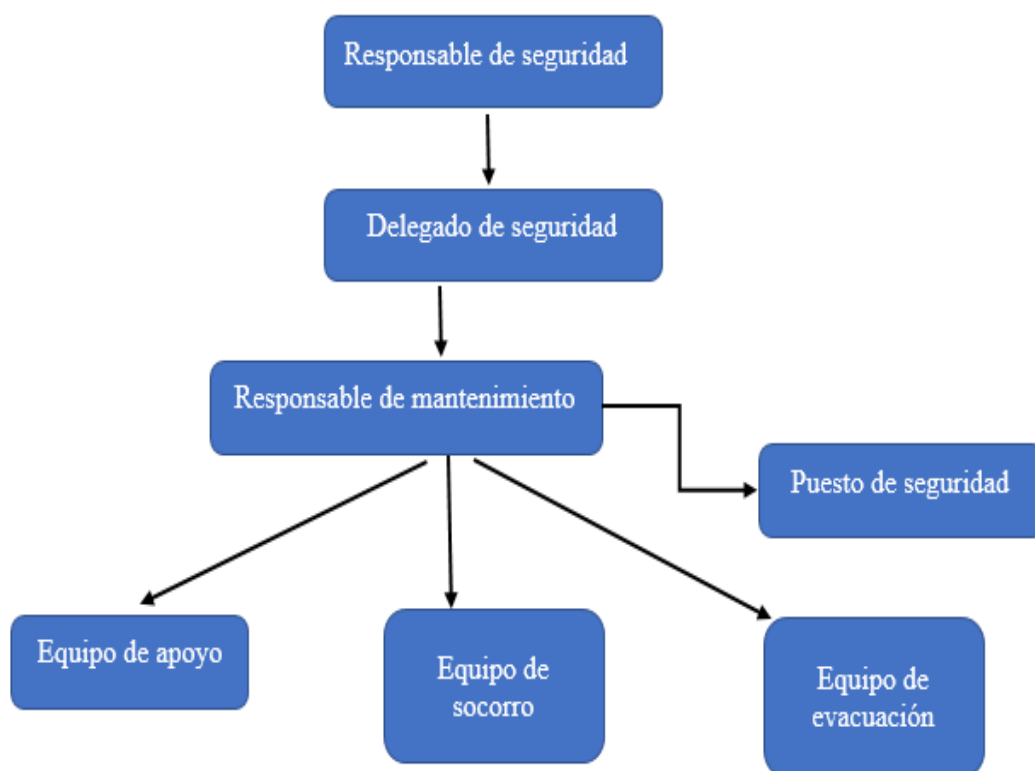 Responsable de seguridad
Delegado de seguridad
Responsable de mantenimiento
Puesto de seguridad
Equipo de apoyo
Equipo de
socorro
Equipo de
evacuación